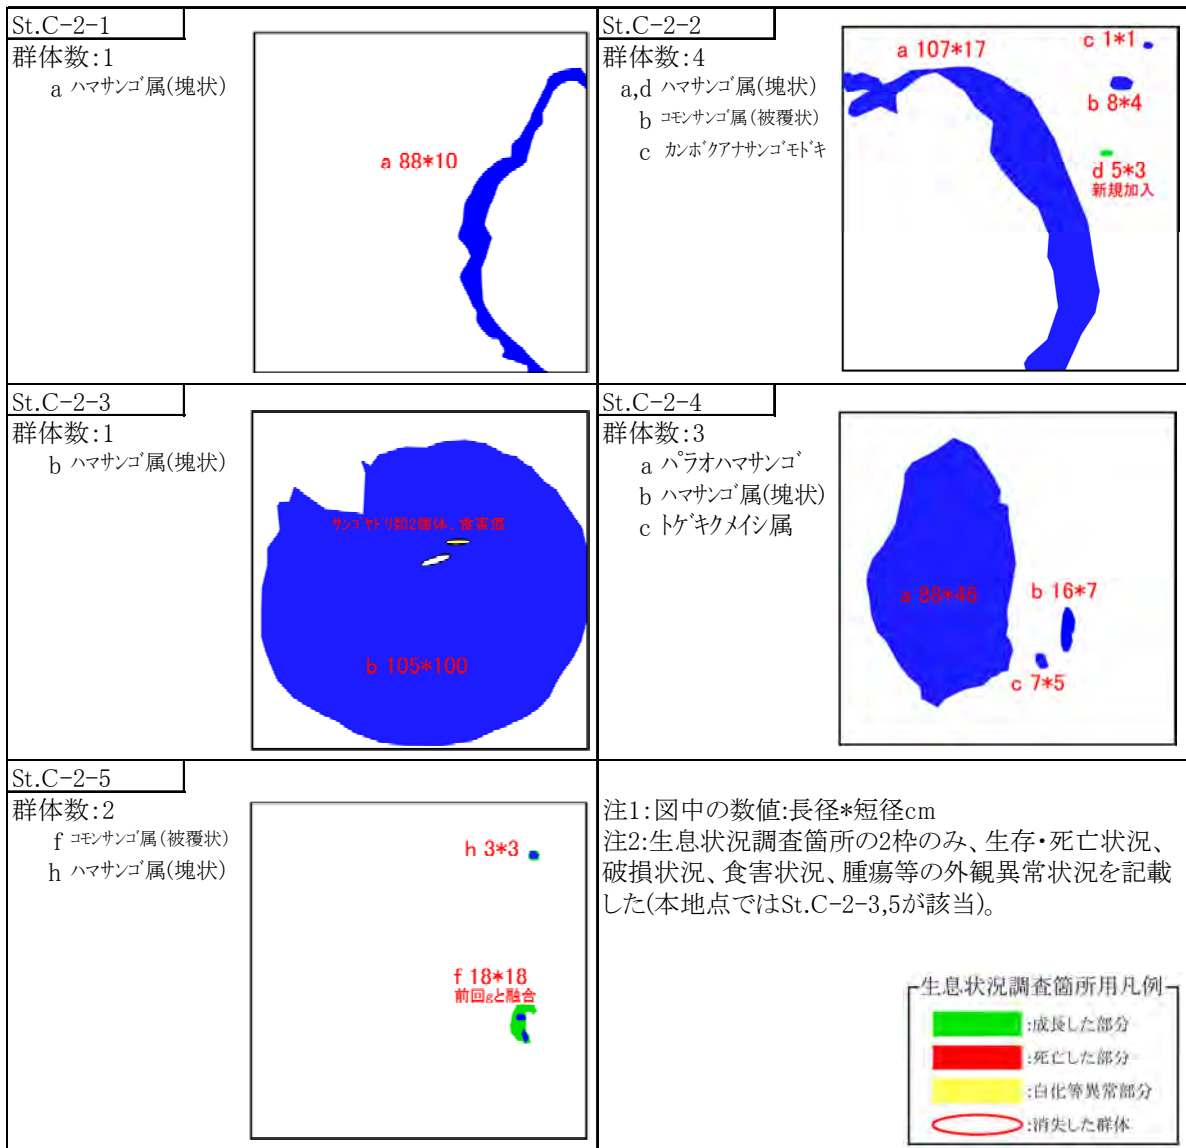 St.C-2-1
群体数:1
a ハマサンゴ属(塊状)
a 88*10
St.C-2-2
群体数:4
a,d ハマサンゴ属(塊状)
b コモンサンゴ属(被覆状)
c カンボクアナサンゴモドキ
a 107*17
c 1*1
b 8*4
d 5*3
新規加入
St.C-2-3
群体数:1
b ハマサンゴ属(塊状)
サンゴヤドリ類2個体、食害痕
b 105*100
St.C-2-4
群体数:3
a パラオハマサンゴ
b ハマサンゴ属(塊状)
c トゲキクメイシ属
a 88*46
b 16*7
c 7*5
St.C-2-5
群体数:2
f コモンサンゴ属(被覆状)
h ハマサンゴ属(塊状)
h 3*3
f 18*18
前回gと融合
注1:図中の数値:長径*短径cm
注2:生息状況調査箇所の2枠のみ、生存・死亡状況、
破損状況、食害状況、腫瘍等の外観異常状況を記載
した(本地点ではSt.C-2-3,5が該当)。
生息状況調査箇所用凡例
:成長した部分
:死亡した部分
:白化等異常部分
:消失した群体